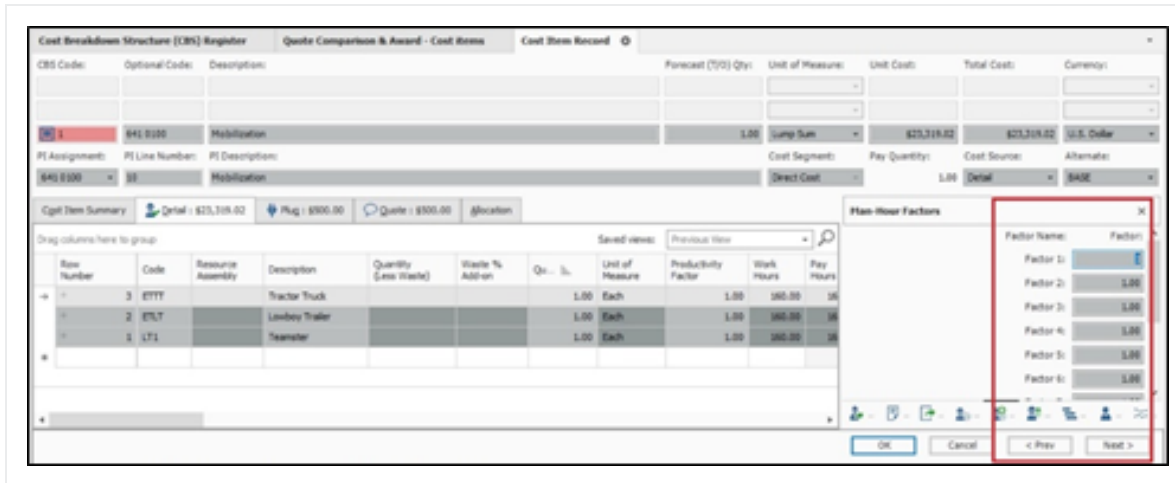 Cost Breakdown Structure (CBS) Register Quote Comparison & Award - Cost Items Cost Item Record
CBS Code: Optional Code: Description: Forecast (T/O) Qty: Unit of Measure: Unit Cost: Total Cost: Currency:
1 641 0100 Mobilization 1.00 Lump Sum $23,319.02 $23,319.02 U.S. Dollar
PI Assignment: PI Line Number: PI Description: Cost Segment: Pay Quantity: Cost Source: Alternate:
641 0100 10 Mobilization Direct Cost 1.00 Detail BASE
Cost Item Summary Detail : $23,319.02 Plug : $500.00 Quote : $500.00 Allocation Man-Hour Factors
Drag columns here to group Saved views: Previous View Factor Name: Factor:
Row Number Code Resource Assembly Description Quantity (Less Waste) Waste % Add-on Qu... Unit of Measure Productivity Factor Work Hours Pay Hours
3 ETTT Tractor Truck 1.00 Each 1.00 160.00 16
2 ETLT Lowboy Trailer 1.00 Each 1.00 160.00 16
1 LT1 Teamster 1.00 Each 1.00 160.00 16
Factor 1:
Factor 2: 1.00
Factor 3: 1.00
Factor 4: 1.00
Factor 5: 1.00
Factor 6: 1.00
OK Cancel < Prev Next >